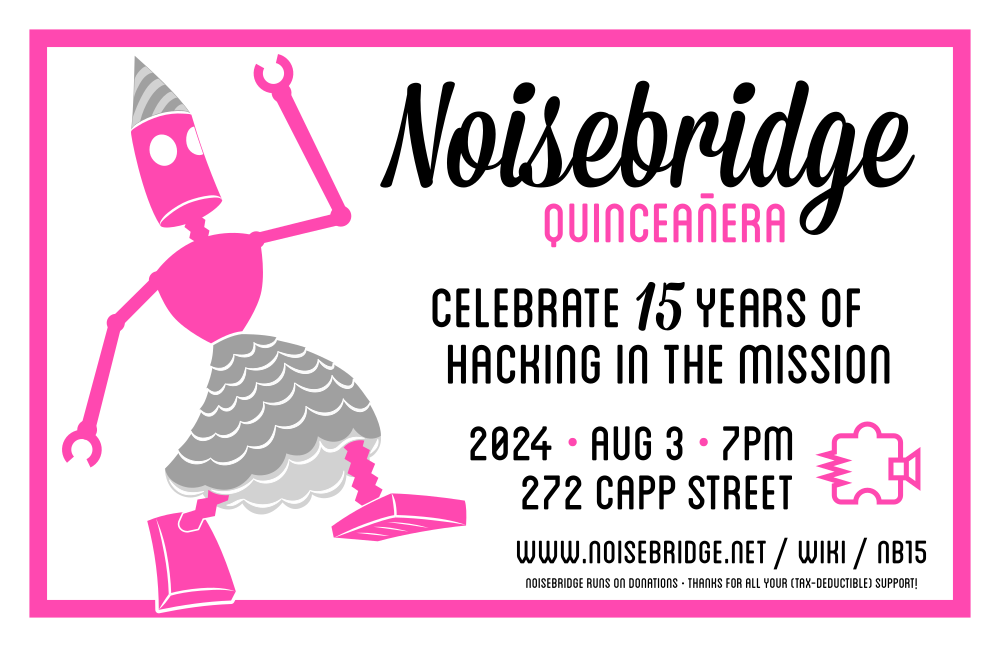 Noisebridge
QUINCEAÑERA
CELEBRATE 15 YEARS OF
HACKING IN THE MISSION
2024 • AUG 3 • 7PM
272 CAPP STREET
WWW.NOISEBRIDGE.NET / WIKI / NB15
NOISEBRIDGE RUNS ON DONATIONS · THANKS FOR ALL YOUR (TAX-DEDUCTIBLE) SUPPORT!